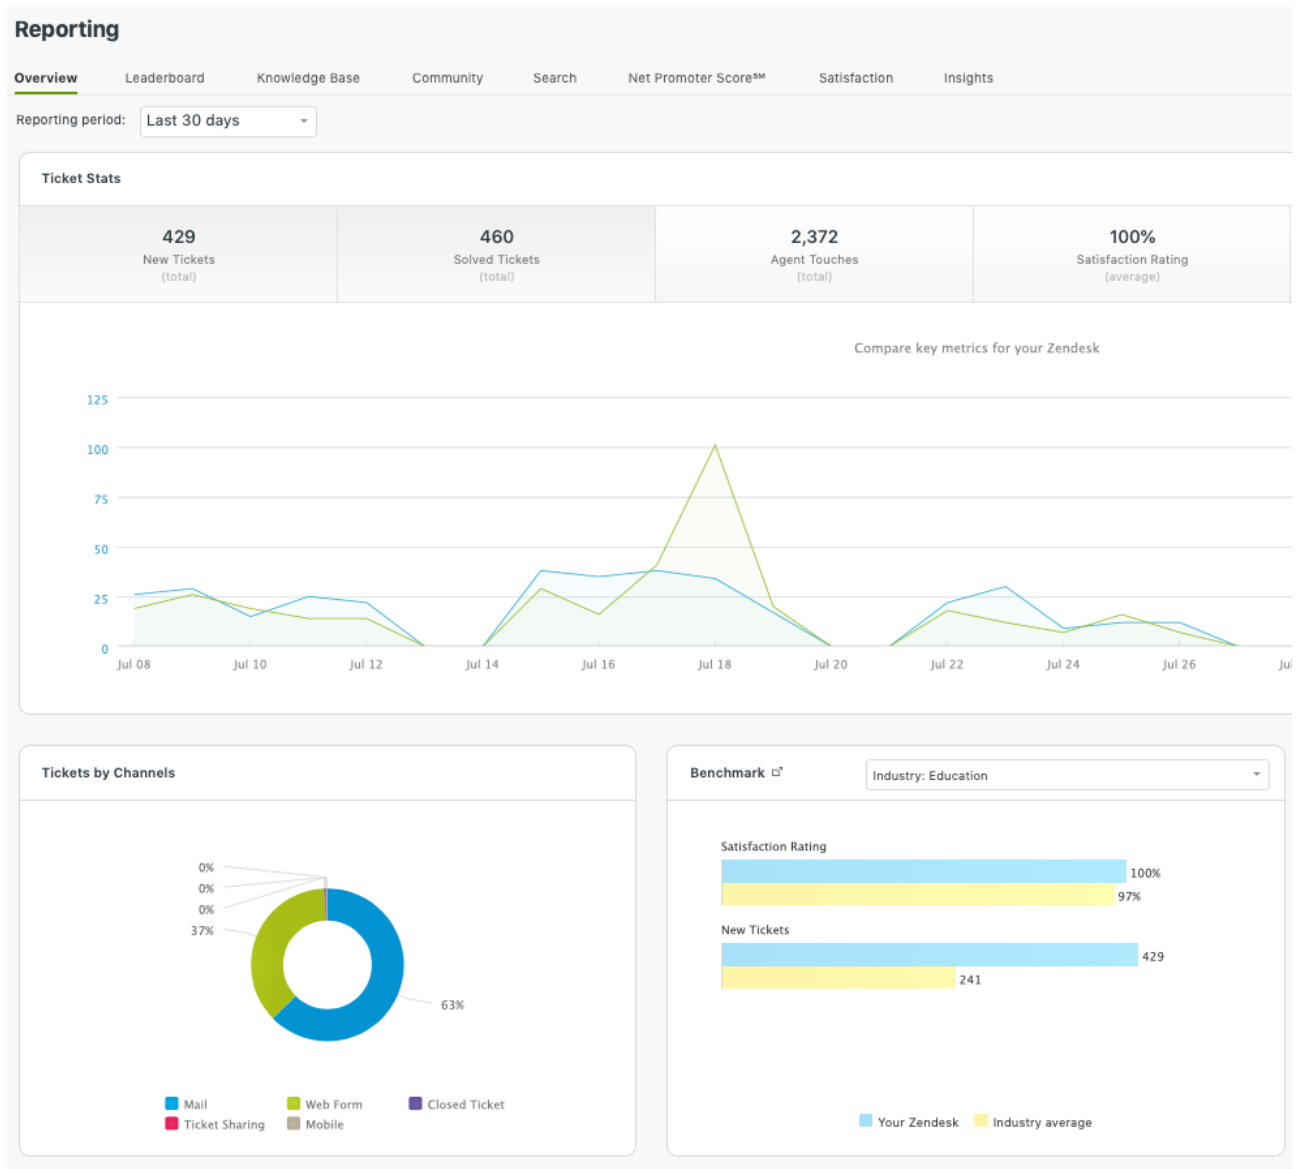 Reporting
Overview Leaderboard Knowledge Base Community Search Net Promoter Score℠ Satisfaction Insights
Reporting period: Last 30 days
Ticket Stats
429 460 2,372 100%
New Tickets Solved Tickets Agent Touches Satisfaction Rating
(total) (total) (total) (average)
Compare key metrics for your Zendesk
125
100
75
50
25
0
Jul 08 Jul 10 Jul 12 Jul 14 Jul 16 Jul 18 Jul 20 Jul 22 Jul 24 Jul 26 Ju
Tickets by Channels
0%
0%
0%
37%
63%
Mail Web Form Closed Ticket
Ticket Sharing Mobile
Benchmark Industry: Education
Satisfaction Rating
100%
97%
New Tickets
429
241
Your Zendesk Industry average